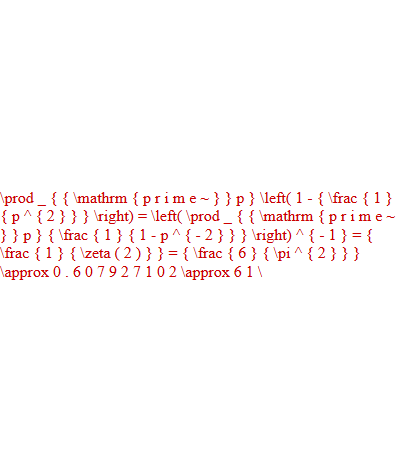 \prod _ { { \mathrm { p r i m e ~ } } p } \left( 1 - { \frac { 1 }
{ p ^ { 2 } } } \right) = \left( \prod _ { { \mathrm { p r i m e ~
} } p } { \frac { 1 } { 1 - p ^ { - 2 } } } \right) ^ { - 1 } = {
\frac { 1 } { \zeta ( 2 ) } } = { \frac { 6 } { \pi ^ { 2 } } }
\approx 0 . 6 0 7 9 2 7 1 0 2 \approx 6 1 \